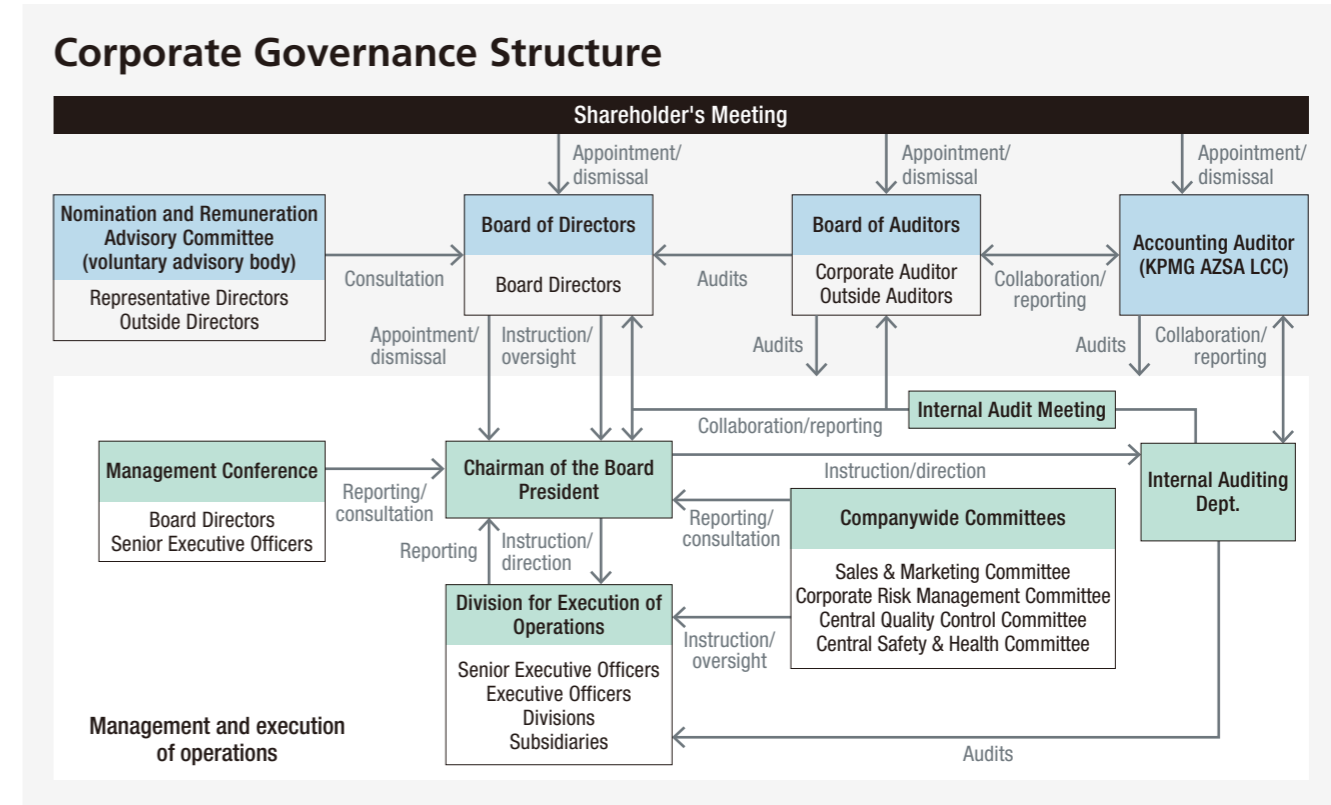 Corporate Governance Structure
Shareholder's Meeting
Appointment/
dismissal
Appointment/
dismissal
Appointment/
dismissal
Nomination and Remuneration
Advisory Committee
(voluntary advisory body)
Representative Directors
Outside Directors
Consultation
Board of Directors
Board Directors
Audits
Board of Auditors
Corporate Auditor
Outside Auditors
Collaboration/
reporting
Accounting Auditor
(KPMG AZSA LCC)
Appointment/
dismissal
Instruction/
oversight
Audits
Audits
Collaboration/
reporting
Internal Audit Meeting
Collaboration/reporting
Management Conference
Board Directors
Senior Executive Officers
Reporting/
consultation
Chairman of the Board
President
Instruction/direction
Internal Auditing
Dept.
Reporting/
consultation
Companywide Committees
Sales & Marketing Committee
Corporate Risk Management Committee
Central Quality Control Committee
Central Safety & Health Committee
Reporting
Instruction/
direction
Division for Execution of
Operations
Senior Executive Officers
Executive Officers
Divisions
Subsidiaries
Instruction/
oversight
Management and execution
of operations
Audits